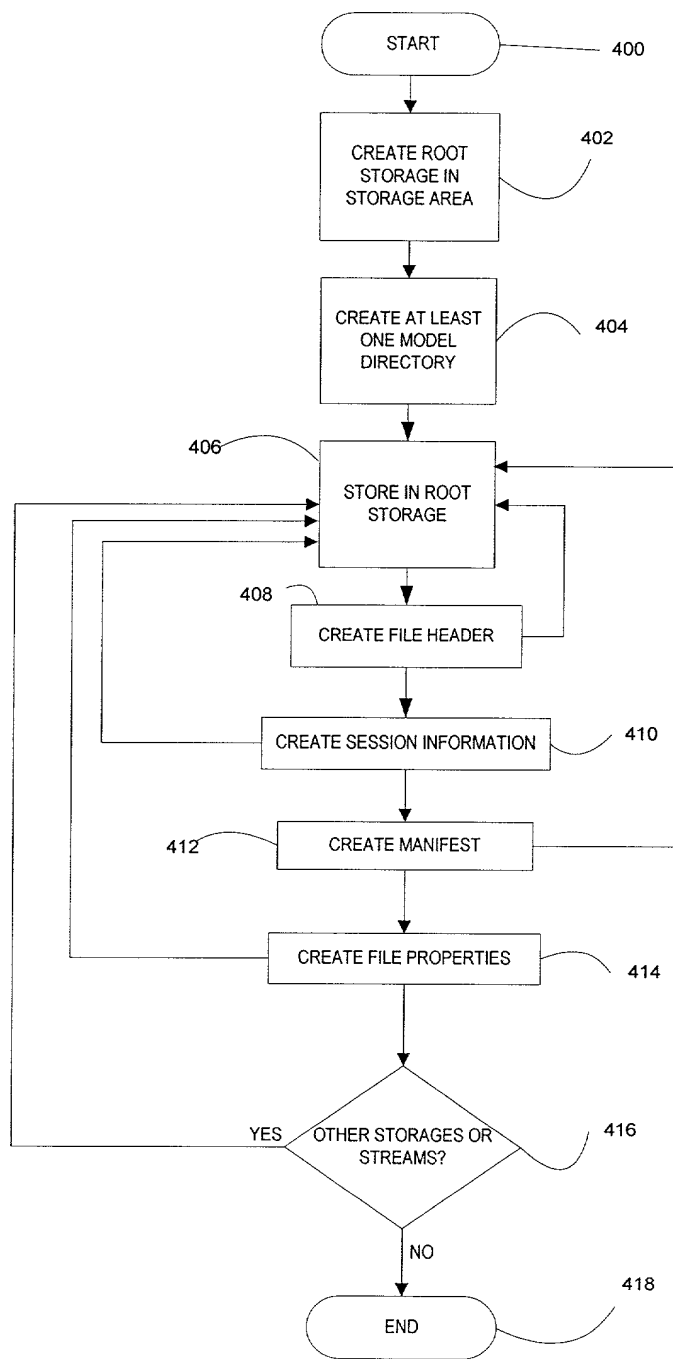 START
400
CREATE ROOT
STORAGE IN
STORAGE AREA
402
CREATE AT LEAST
ONE MODEL
DIRECTORY
404
406
STORE IN ROOT
STORAGE
408
CREATE FILE HEADER
CREATE SESSION INFORMATION
410
412
CREATE MANIFEST
CREATE FILE PROPERTIES
414
YES
OTHER STORAGES OR
STREAMS?
416
NO
END
418